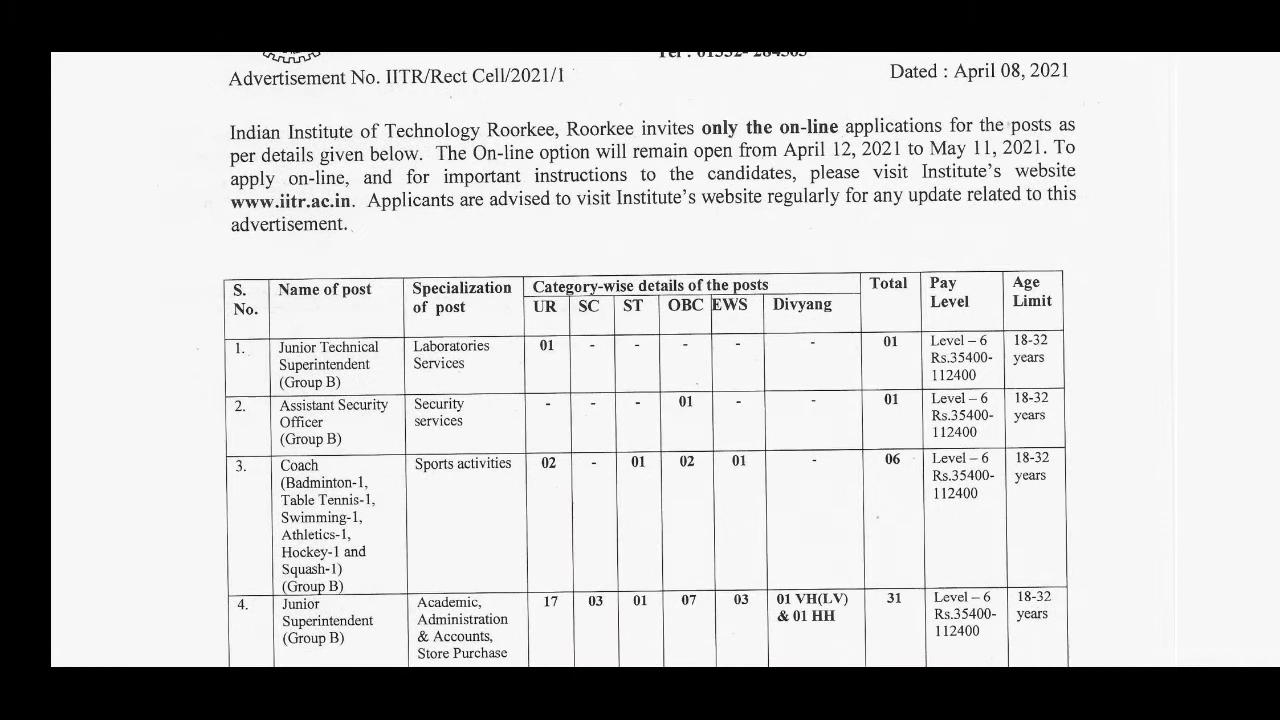 Tel : 01332- 284305
Advertisement No. IITR/Rect Cell/2021/1
Dated : April 08, 2021
Indian Institute of Technology Roorkee, Roorkee invites only the on-line applications for the posts as
per details given below. The On-line option will remain open from April 12, 2021 to May 11, 2021. To
apply on-line, and for important instructions to the candidates, please visit Institute's website
www.iitr.ac.in. Applicants are advised to visit Institute's website regularly for any update related to this
advertisement.
S. No. Name of post Specialization of post Category-wise details of the posts Total Pay Level Age Limit
UR SC ST OBC EWS Divyang
1. Junior Technical Laboratories 01 - - - - - 01 Level – 6 18-32
Superintendent Services Rs.35400- years
(Group B) 112400
2. Assistant Security Security - - - 01 - - 01 Level – 6 18-32
Officer services Rs.35400- years
(Group B) 112400
3. Coach Sports activities 02 - 01 02 01 - 06 Level – 6 18-32
(Badminton-1, Rs.35400- years
Table Tennis-1, 112400
Swimming-1,
Athletics-1,
Hockey-1 and
Squash-1)
(Group B)
4. Junior Academic, 17 03 01 07 03 01 VH(LV) 31 Level – 6 18-32
Superintendent Administration & 01 HH Rs.35400- years
(Group B) & Accounts, 112400
Store Purchase